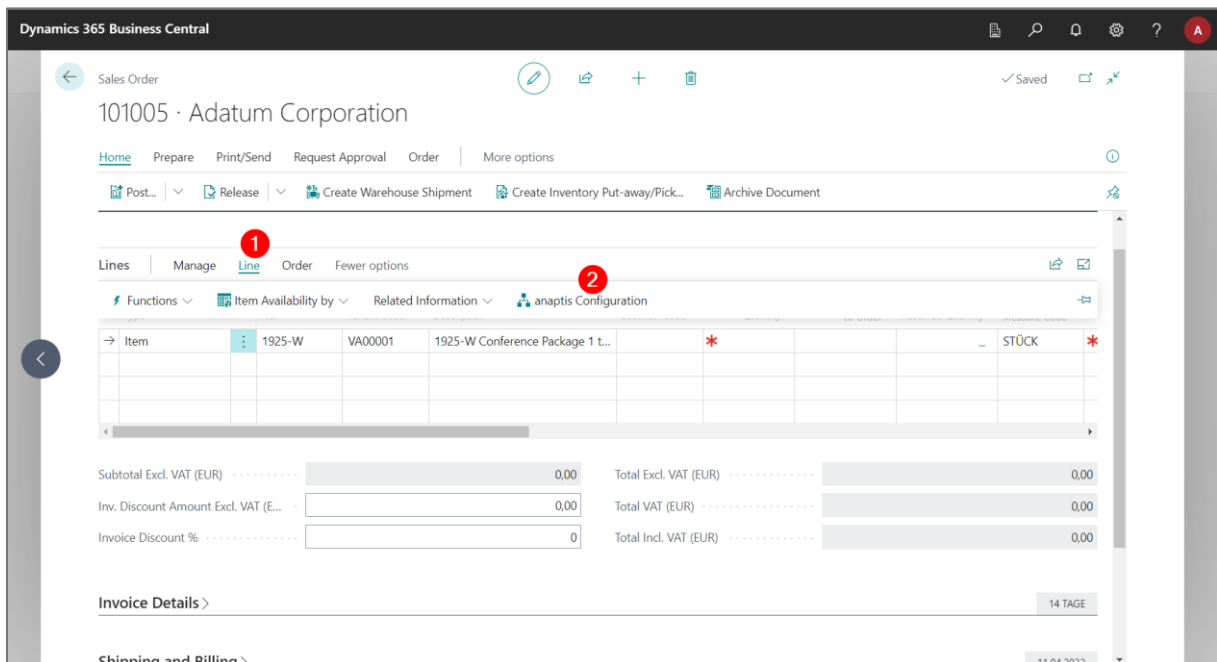 Dynamics 365 Business Central
?
A
Sales Order
✓Saved
101005 · Adatum Corporation
Home Prepare Print/Send Request Approval Order More options
Post... Release Create Warehouse Shipment Create Inventory Put-away/Pick... Archive Document
1
Lines Manage Line Order Fewer options
2
Functions Item Availability by Related Information anaptis Configuration
Item 1925-W VA00001 1925-W Conference Package 1 t... * _ STÜCK *
Subtotal Excl. VAT (EUR) 0,00 Total Excl. VAT (EUR) 0,00
Inv. Discount Amount Excl. VAT (E... 0,00 Total VAT (EUR) 0,00
Invoice Discount % 0 Total Incl. VAT (EUR) 0,00
Invoice Details > 14 TAGE
Shipping and Billing > 11.04.2022